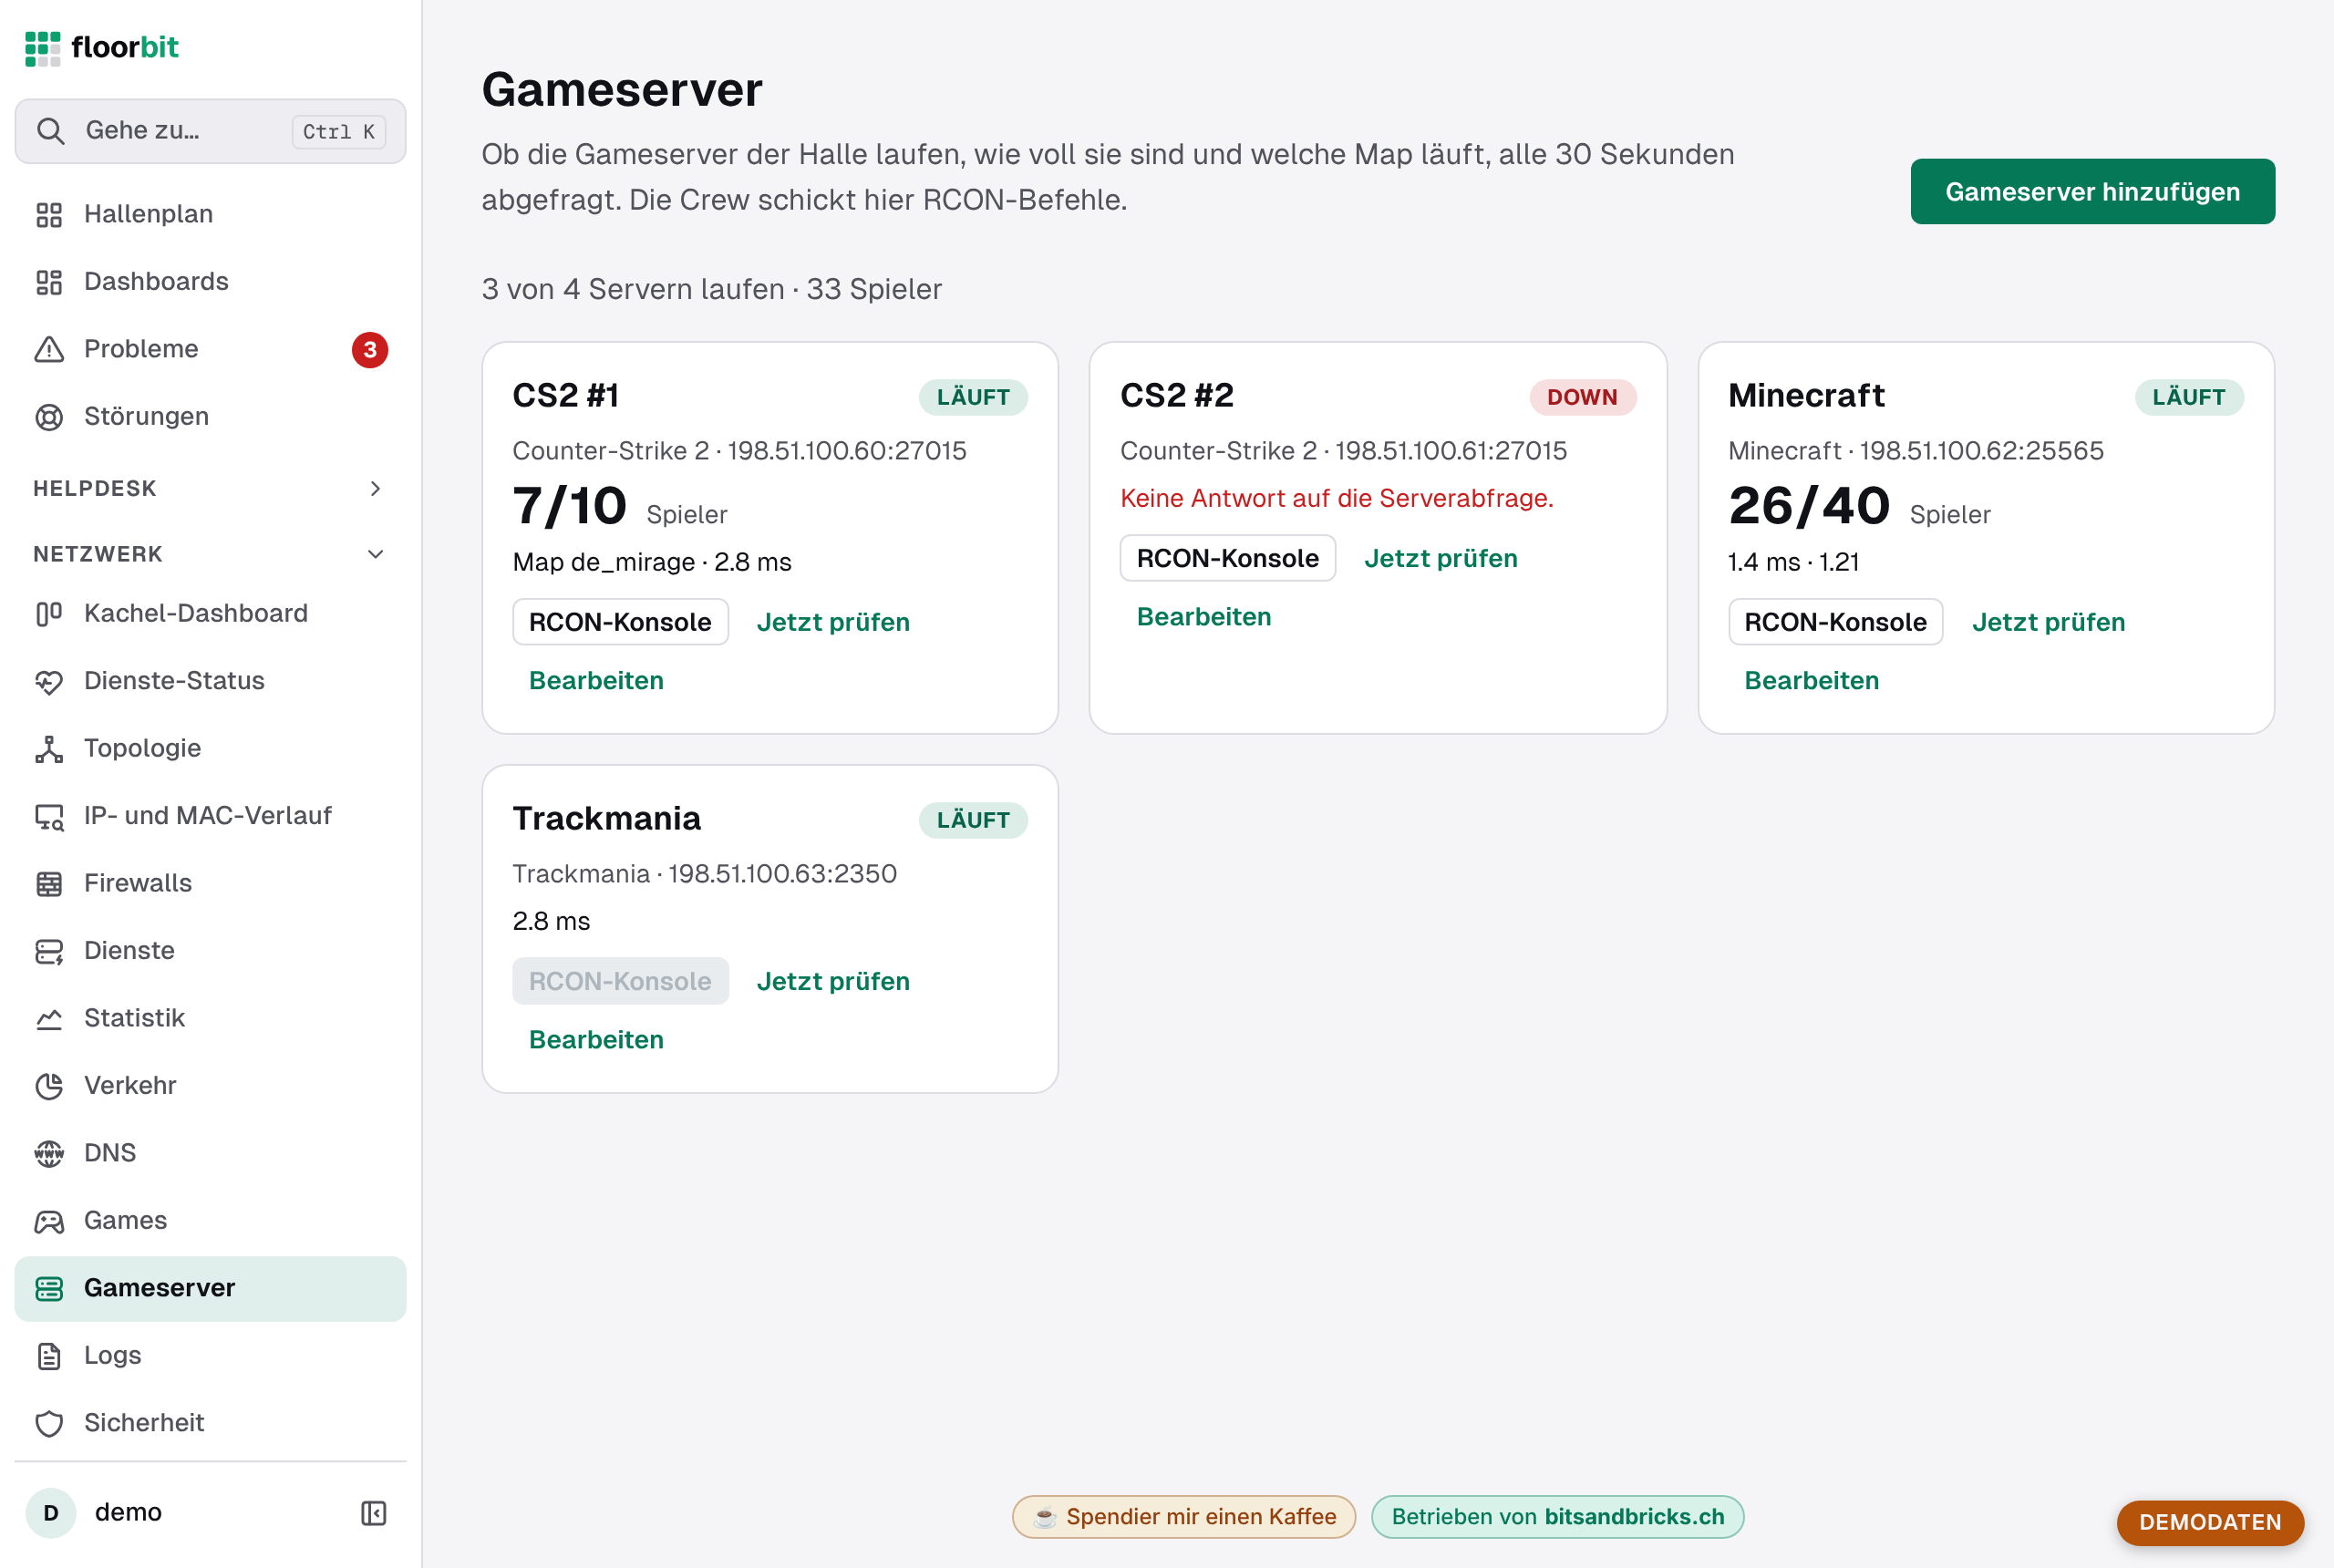 floorbit
Gehe zu... Ctrl K
Hallenplan
Dashboards
Probleme 3
Störungen
HELPDESK
NETZWERK
Kachel-Dashboard
Dienste-Status
Topologie
IP- und MAC-Verlauf
Firewalls
Dienste
Statistik
Verkehr
DNS
Games
Gameserver
Logs
Sicherheit
D demo
Gameserver
Ob die Gameserver der Halle laufen, wie voll sie sind und welche Map läuft, alle 30 Sekunden
abgefragt. Die Crew schickt hier RCON-Befehle.
Gameserver hinzufügen
3 von 4 Servern laufen · 33 Spieler
CS2 #1 LÄUFT
Counter-Strike 2 · 198.51.100.60:27015
7/10 Spieler
Map de_mirage · 2.8 ms
RCON-Konsole Jetzt prüfen
Bearbeiten
CS2 #2 DOWN
Counter-Strike 2 · 198.51.100.61:27015
Keine Antwort auf die Serverabfrage.
RCON-Konsole Jetzt prüfen
Bearbeiten
Minecraft LÄUFT
Minecraft · 198.51.100.62:25565
26/40 Spieler
1.4 ms · 1.21
RCON-Konsole Jetzt prüfen
Bearbeiten
Trackmania LÄUFT
Trackmania · 198.51.100.63:2350
2.8 ms
RCON-Konsole Jetzt prüfen
Bearbeiten
Spendier mir einen Kaffee
Betrieben von bitsandbricks.ch
DEMODATEN